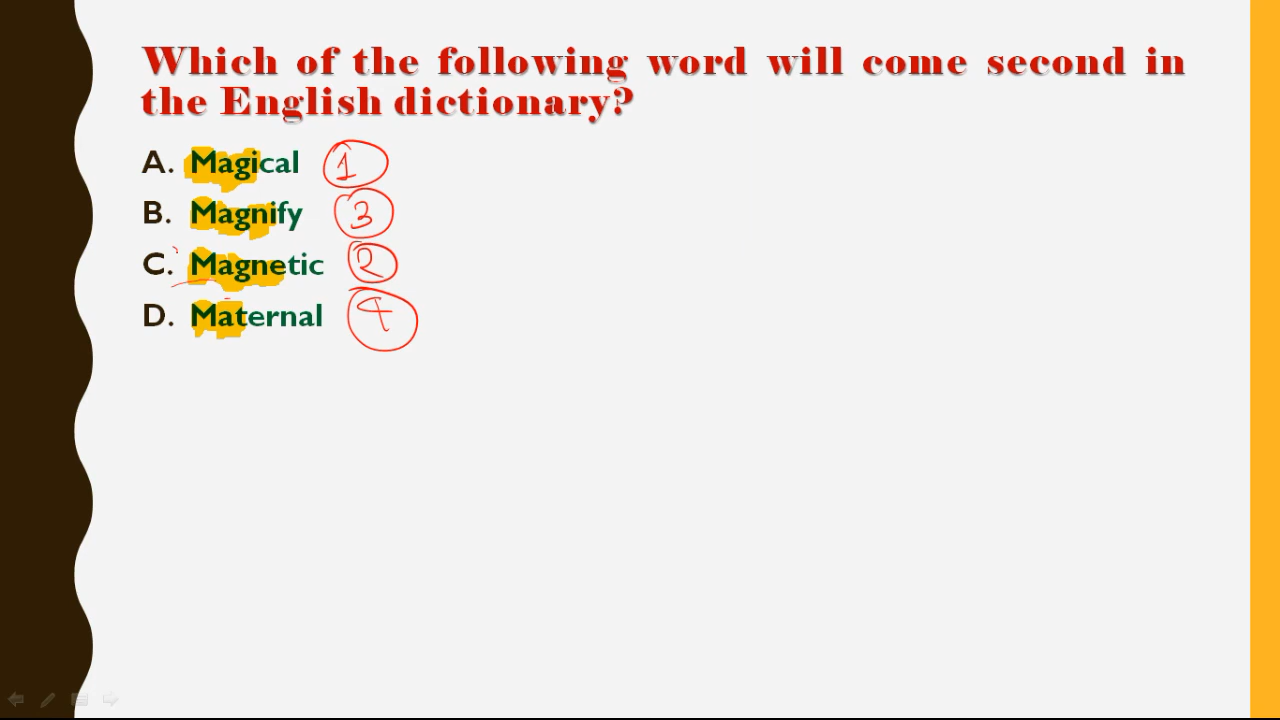 Which of the following word will come second in
the English dictionary?
A. Magical 1
B. Magnify 3
C. Magnetic 2
D. Maternal 4